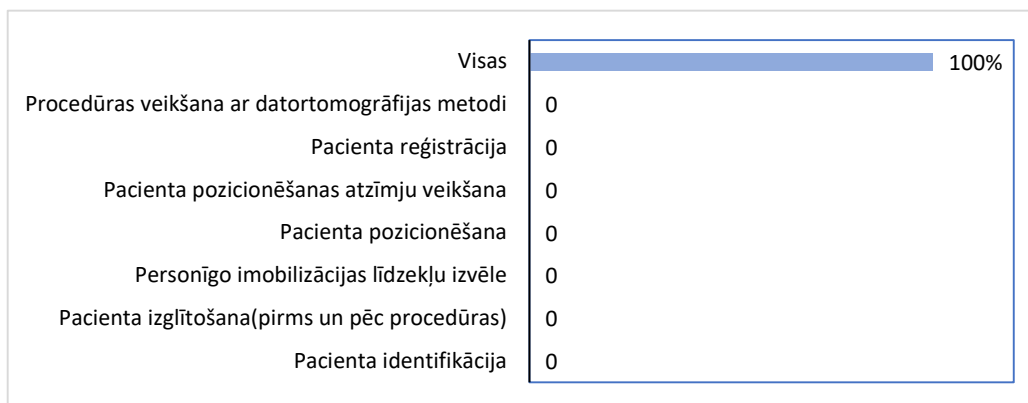 Visas 100%
Procedūras veikšana ar datortomogrāfijas metodi 0
Pacienta reģistrācija 0
Pacienta pozicionēšanas atzīmju veikšana 0
Pacienta pozicionēšana 0
Personīgo imobilizācijas līdzekļu izvēle 0
Pacienta izglītošana(pirms un pēc procedūras) 0
Pacienta identifikācija 0